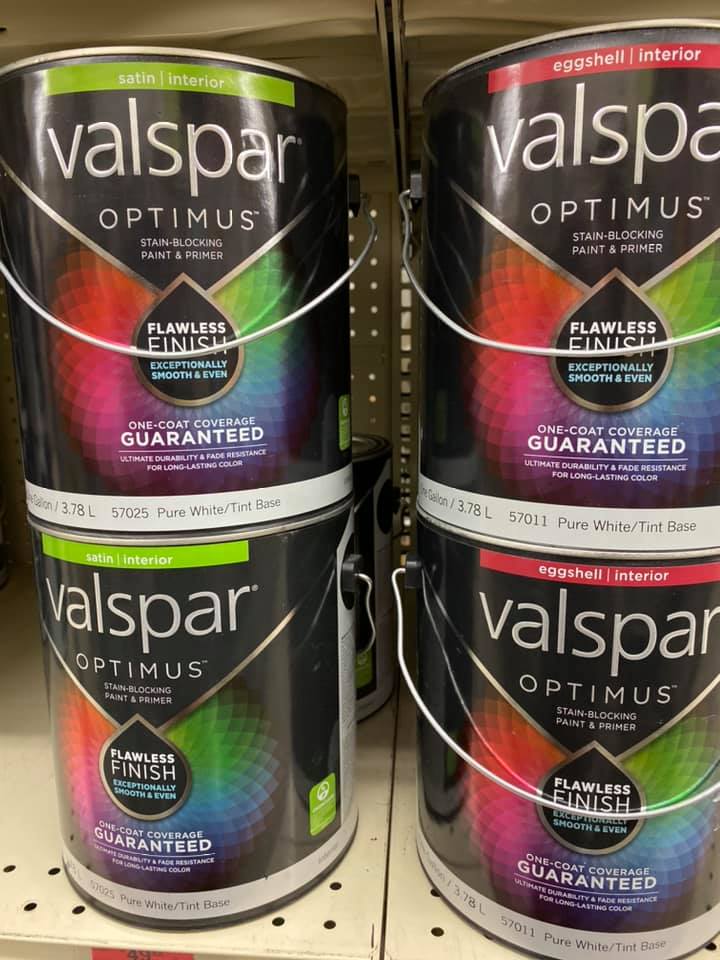 satin | interior
valspar
OPTIMUS™
STAIN-BLOCKING
PAINT & PRIMER
FLAWLESS
FINISH
EXCEPTIONALLY
SMOOTH & EVEN
ONE-COAT COVERAGE
GUARANTEED
ULTIMATE DURABILITY & FADE RESISTANCE
FOR LONG-LASTING COLOR
Gallon / 3.78 L 57025 Pure White/Tint Base
eggshell | interior
valspa
OPTIMUS™
STAIN-BLOCKING
PAINT & PRIMER
FLAWLESS
FINISH
EXCEPTIONALLY
SMOOTH & EVEN
ONE-COAT COVERAGE
GUARANTEED
ULTIMATE DURABILITY & FADE RESISTANCE
FOR LONG-LASTING COLOR
Gallon / 3.78 L 57011 Pure White/Tint Base
satin | interior
valspar®
OPTIMUS™
STAIN-BLOCKING
PAINT & PRIMER
FLAWLESS
FINISH
EXCEPTIONALLY
SMOOTH & EVEN
ONE-COAT COVERAGE
GUARANTEED
ULTIMATE DURABILITY & FADE RESISTANCE
FOR LONG-LASTING COLOR
57025 Pure White/Tint Base
eggshell | interior
valspar
OPTIMUS™
STAIN-BLOCKING
PAINT & PRIMER
FLAWLESS
FINISH
EXCEPTIONALLY
SMOOTH & EVEN
ONE-COAT COVERAGE
GUARANTEED
ULTIMATE DURABILITY & FADE RESISTANCE
FOR LONG-LASTING COLOR
/ 3.78 L 57011 Pure White/Tint Base
49